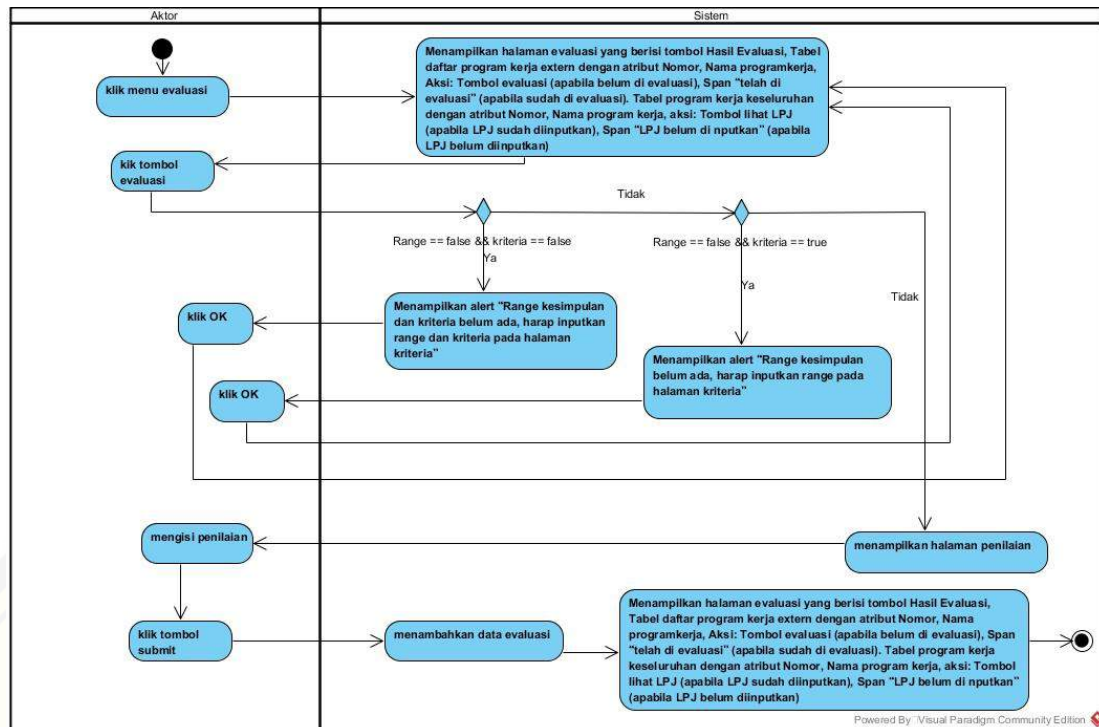 Aktor
Sistem
Menampilkan halaman evaluasi yang berisi tombol Hasil Evaluasi, Tabel
daftar program kerja extern dengan atribut Nomor, Nama programkerja,
Aksi: Tombol evaluasi (apabila belum di evaluasi), Span "telah di
evaluasi" (apabila sudah di evaluasi). Tabel program kerja keseluruhan
dengan atribut Nomor, Nama program kerja, aksi: Tombol lihat LPJ
(apabila LPJ sudah diinputkan), Span "LPJ belum di nputkan" (apabila
LPJ belum diinputkan)
klik menu evaluasi
kik tombol
evaluasi
Tidak
Range == false && kriteria == false
Ya
Range == false && kriteria == true
Ya
Tidak
Menampilkan alert "Range kesimpulan
dan kriteria belum ada, harap inputkan
range dan kriteria pada halaman
kriteria"
klik OK
Menampilkan alert "Range kesimpulan
belum ada, harap inputkan range pada
halaman kriteria"
klik OK
mengisi penilaian
menampilkan halaman penilaian
klik tombol
submit
menambahkan data evaluasi
Menampilkan halaman evaluasi yang berisi tombol Hasil Evaluasi,
Tabel daftar program kerja extern dengan atribut Nomor, Nama
programkerja, Aksi: Tombol evaluasi (apabila belum di evaluasi), Span
"telah di evaluasi" (apabila sudah di evaluasi). Tabel program kerja
keseluruhan dengan atribut Nomor, Nama program kerja, aksi: Tombol
lihat LPJ (apabila LPJ sudah diinputkan), Span "LPJ belum di nputkan"
(apabila LPJ belum diinputkan)
Powered By Visual Paradigm Community Edition